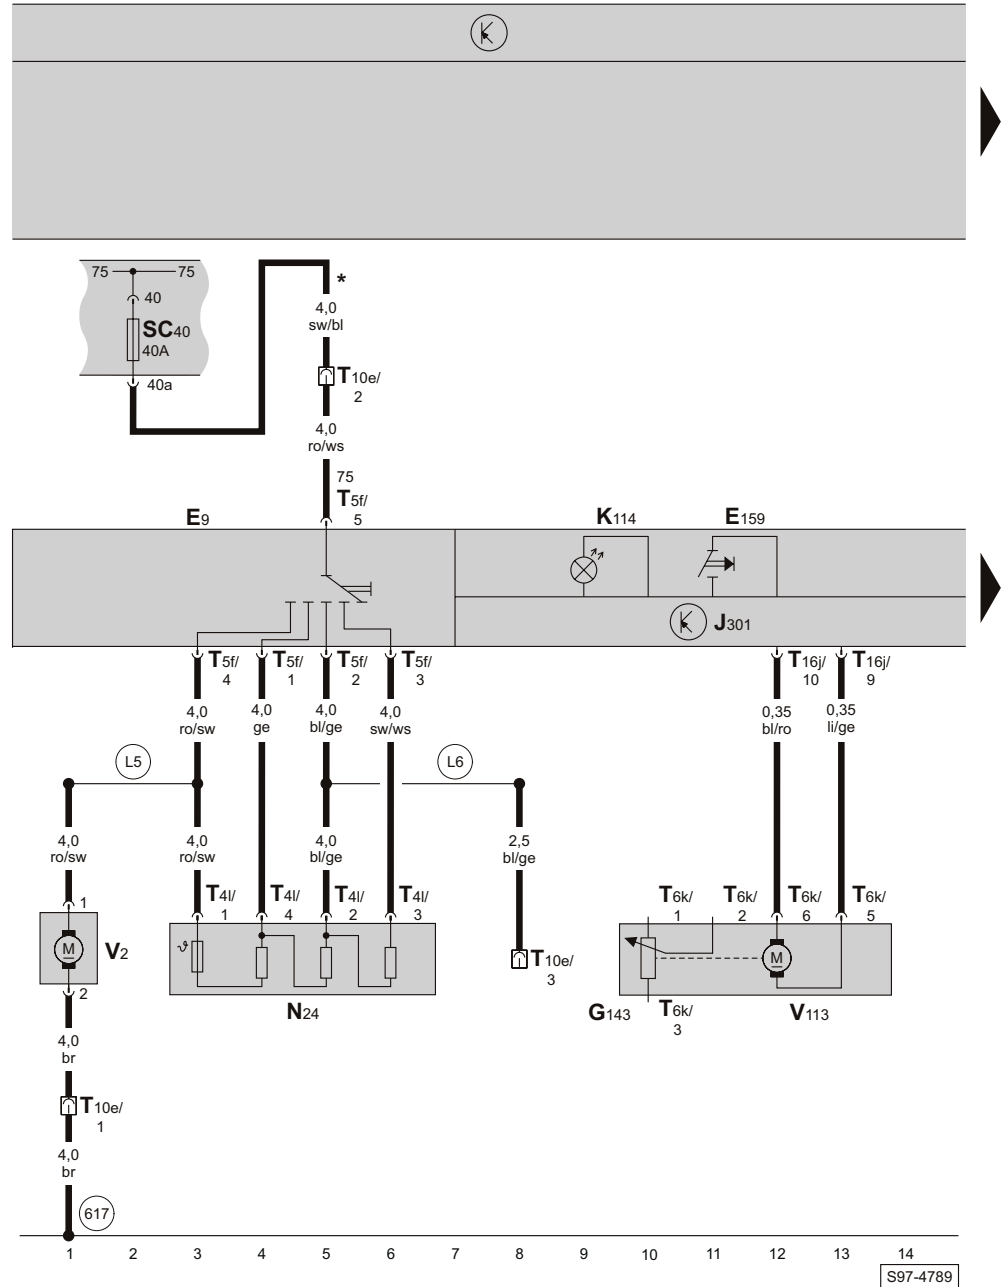 75 75
40
SC40
40A
40a
*
4,0
sw/bl
T10e/
2
4,0
ro/ws
75
T5f/
5
E9 K114 E159
J301
T5f/ T5f/ T5f/ T5f/ T16j/ T16j/
4 1 2 3 10 9
4,0 4,0 4,0 4,0 0,35 0,35
ro/sw ge bl/ge sw/ws bl/ro li/ge
L5 L6
4,0 4,0 4,0 2,5
ro/sw ro/sw bl/ge bl/ge
T4l/ T4l/ T4l/ T4l/ T6k/ T6k/ T6k/ T6k/
1 1 4 2 3 1 2 6 5
M V2 ϑ M
T10e/
3
2
N24 G143 T6k/ V113
3
4,0
br
T10e/
1
4,0
br
617
1 2 3 4 5 6 7 8 9 10 11 12 13 14
S97-4789